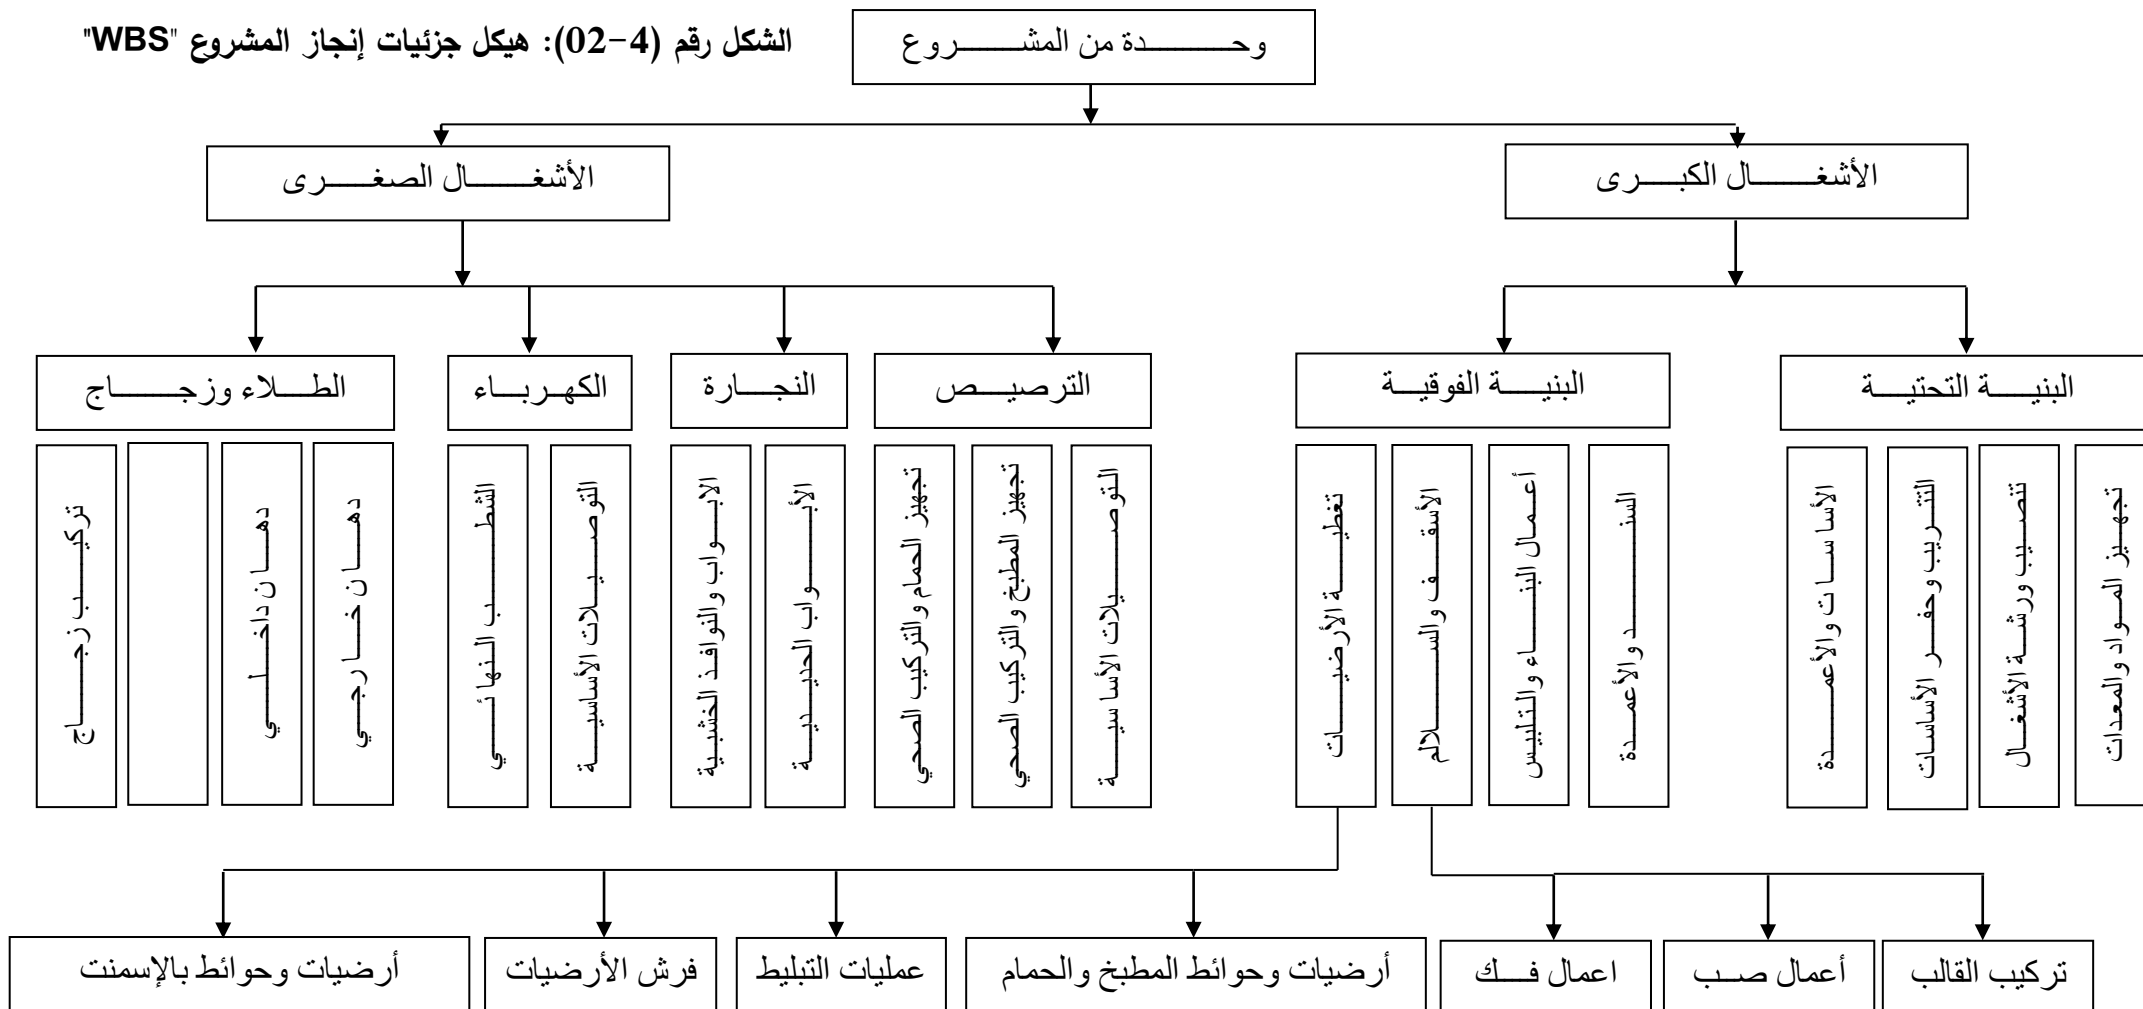 الشكل رقم (4-02): هيكل جزئيات إنجاز المشروع "WBS"
وحدة من المشروع
الأشغال الكبرى
الأشغال الصغرى
البنية التحتية
البنية الفوقية
الترصيص
النجارة
الكهرباء
الطلاء وزجاج
تجهيز المواد والمعدات
تنصيب ورشة الأشغال
التتريب وحفر الأساسات
الأساسات والأعمدة
السند والأعمدة
أعمال البناء والتلبيس
الأسقف والسلالم
تغطية الأرضيات
التوصيلات الأساسية
تجهيز المطبخ والتركيب الصحي
تجهيز الحمام والتركيب الصحي
الأبواب الحديدية
الابواب والنوافذ الخشبية
التوصيلات الأساسية
الشطب النهائي
دهان خارجي
دهان داخلي
تركيب زجاج
تركيب القالب
أعمال صب
اعمال فك
أرضيات وحوائط المطبخ والحمام
عمليات التبليط
فرش الأرضيات
أرضيات وحوائط بالإسمنت